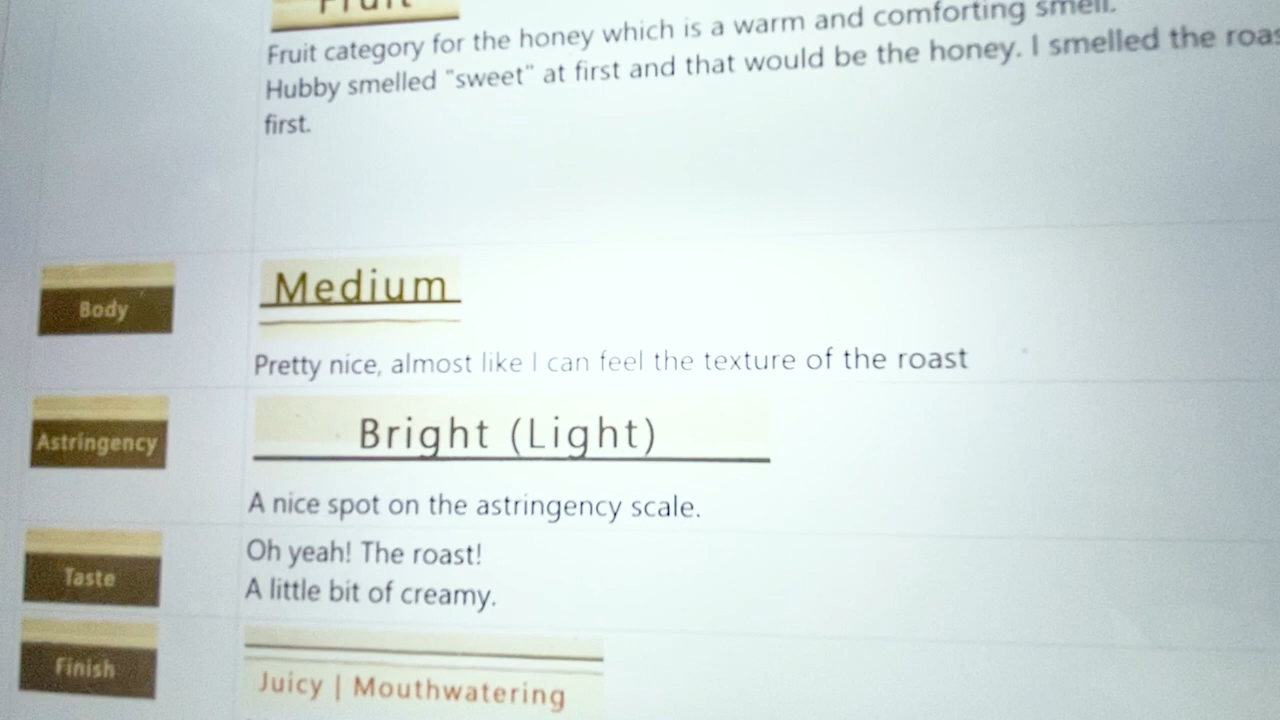 Fruit
Fruit category for the honey which is a warm and comforting smell.
Hubby smelled "sweet" at first and that would be the honey. I smelled the
first.
Body
Medium
Pretty nice, almost like I can feel the texture of the roast
Astringency
Bright (Light)
A nice spot on the astringency scale.
Taste
Oh yeah! The roast!
A little bit of creamy.
Finish
Juicy | Mouthwatering